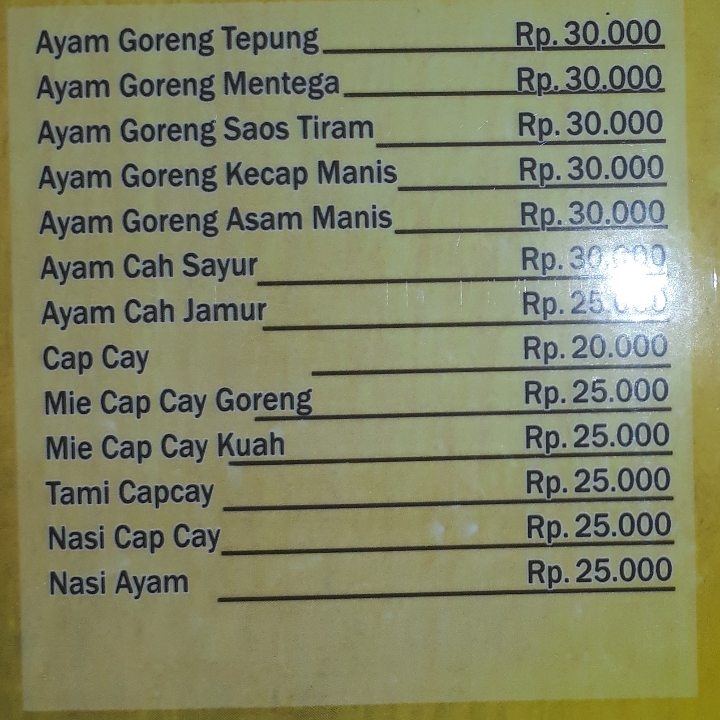 Ayam Goreng Tepung Rp. 30.000
Ayam Goreng Mentega Rp. 30.000
Ayam Goreng Saos Tiram Rp. 30.000
Ayam Goreng Kecap Manis Rp. 30.000
Ayam Goreng Asam Manis Rp. 30.000
Ayam Cah Sayur Rp. 30.000
Ayam Cah Jamur Rp. 25.000
Cap Cay Rp. 20.000
Mie Cap Cay Goreng Rp. 25.000
Mie Cap Cay Kuah Rp. 25.000
Tami Capcay Rp. 25.000
Nasi Cap Cay Rp. 25.000
Nasi Ayam Rp. 25.000